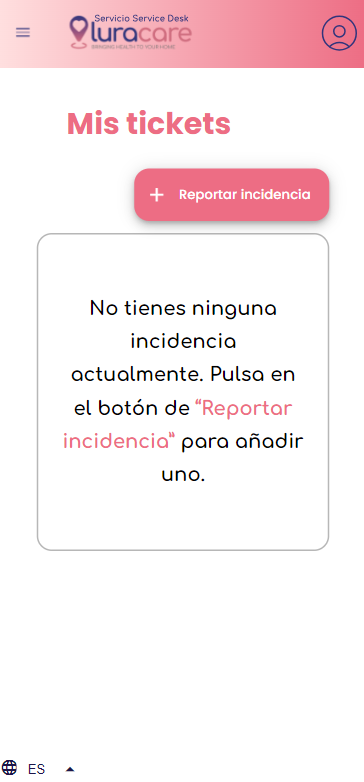 Servicio Service Desk
luracare
BRINGING HEALTH TO YOUR HOME
Mis tickets
Reportar incidencia
No tienes ninguna
incidencia
actualmente. Pulsa en
el botón de “Reportar
incidencia” para añadir
uno.
ES